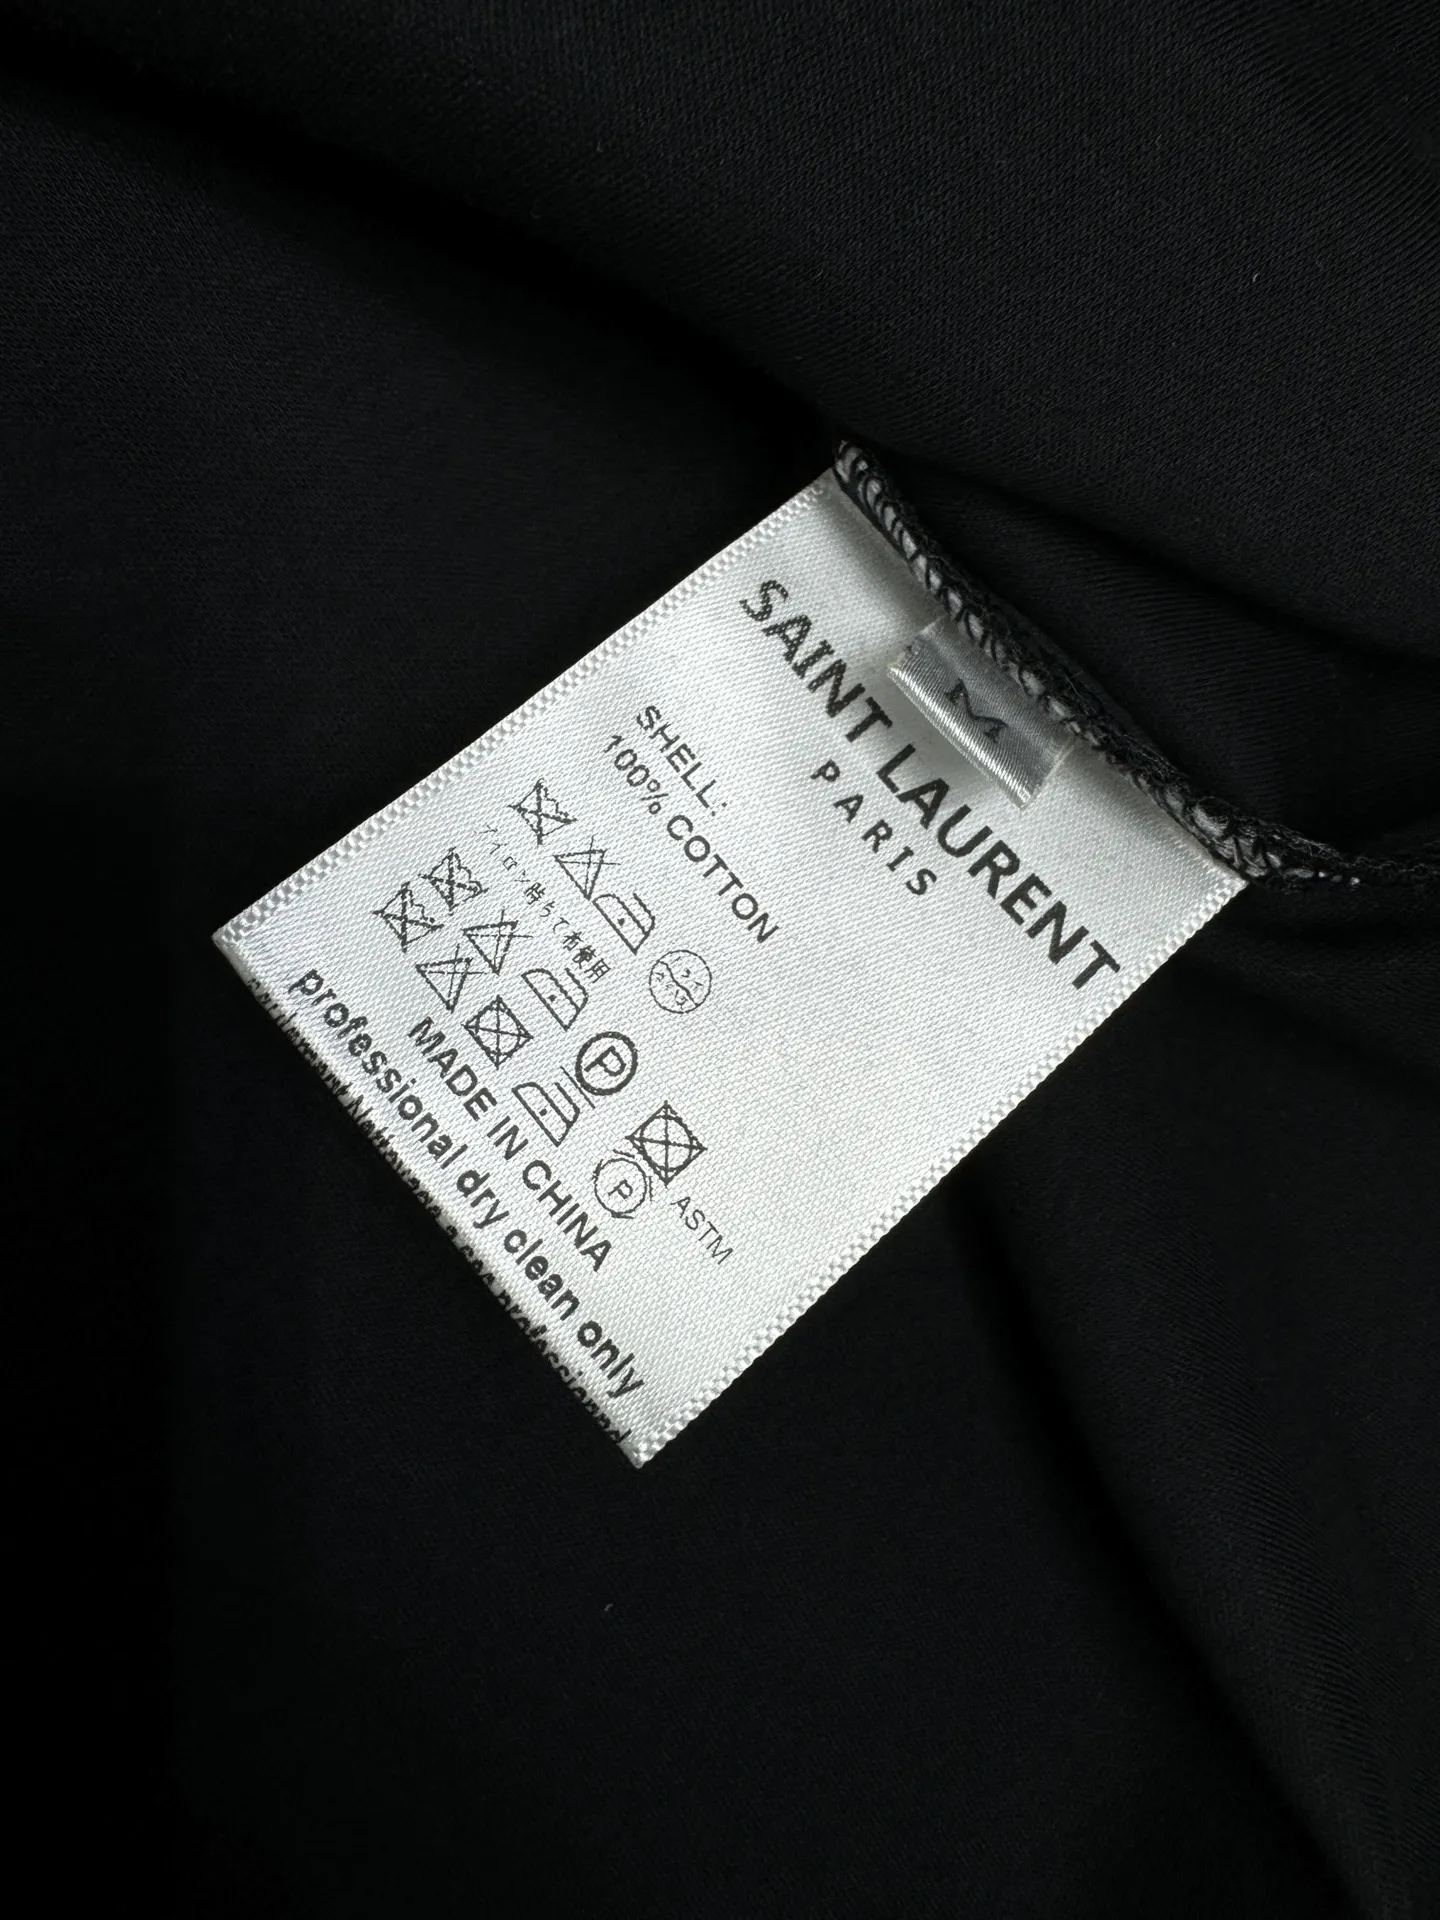 M
SAINT LAURENT
PARIS
SHELL:
100% COTTON
P
P
ASTM
MADE IN CHINA
professional dry clean only